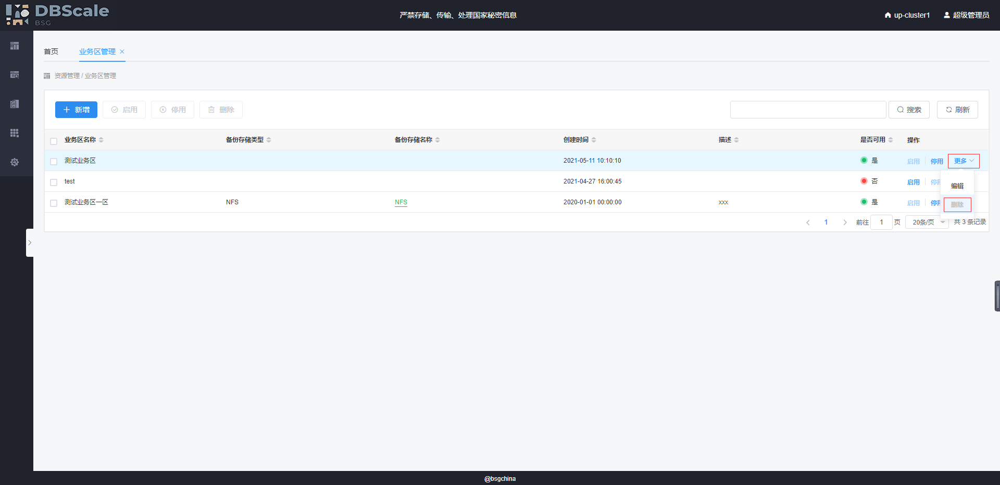 DBScale
BSG
严禁存储、传输、处理国家秘密信息
up-cluster1
超级管理员
首页
业务区管理
资源管理 / 业务区管理
新增
启用
停用
删除
搜索
刷新
业务区名称
备份存储类型
备份存储名称
创建时间
描述
是否可用
操作
测试业务区
2021-05-11 10:10:10
是
启用
停用
更多
test
2021-04-27 16:00:45
否
启用
停用
编辑
测试业务区一区
NFS
NFS
2020-01-01 00:00:00
xxx
是
启用
停用
删除
1
前往
1
页
20条/页
共 3 条记录
@bsgchina